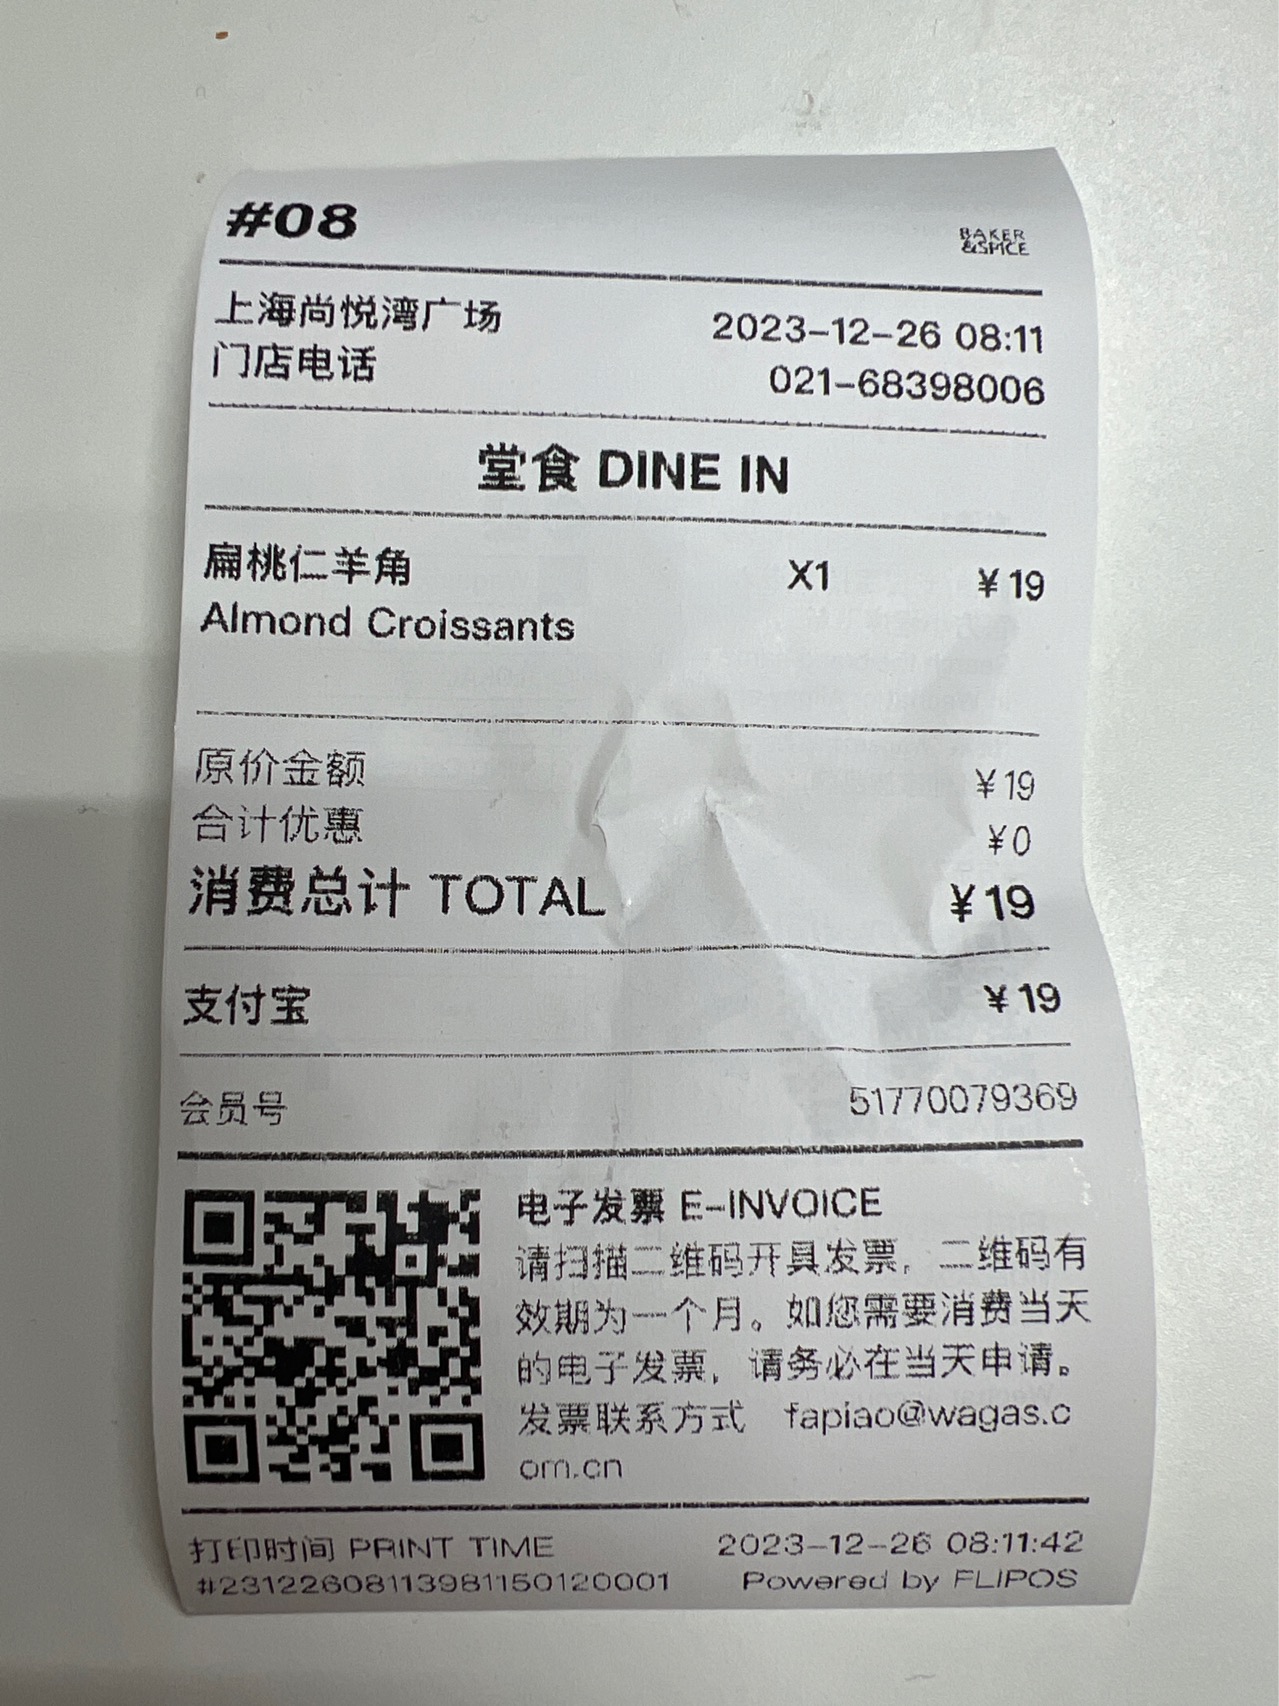 #08
BAKER
&SPICE
上海尚悦湾广场 2023-12-26 08:11
门店电话 021-68398006
堂食 DINE IN
扁桃仁羊角 X1 ¥19
Almond Croissants
原价金额 ¥19
合计优惠 ¥0
消费总计 TOTAL ¥19
支付宝 ¥19
会员号 51770079369
电子发票 E-INVOICE
请扫描二维码开具发票，二维码有
效期为一个月。如您需要消费当天
的电子发票，请务必在当天申请。
发票联系方式 fapiao@wagas.c
om.cn
打印时间 PRINT TIME 2023-12-26 08:11:42
#23122608113981150120001 Powered by FLIPOS